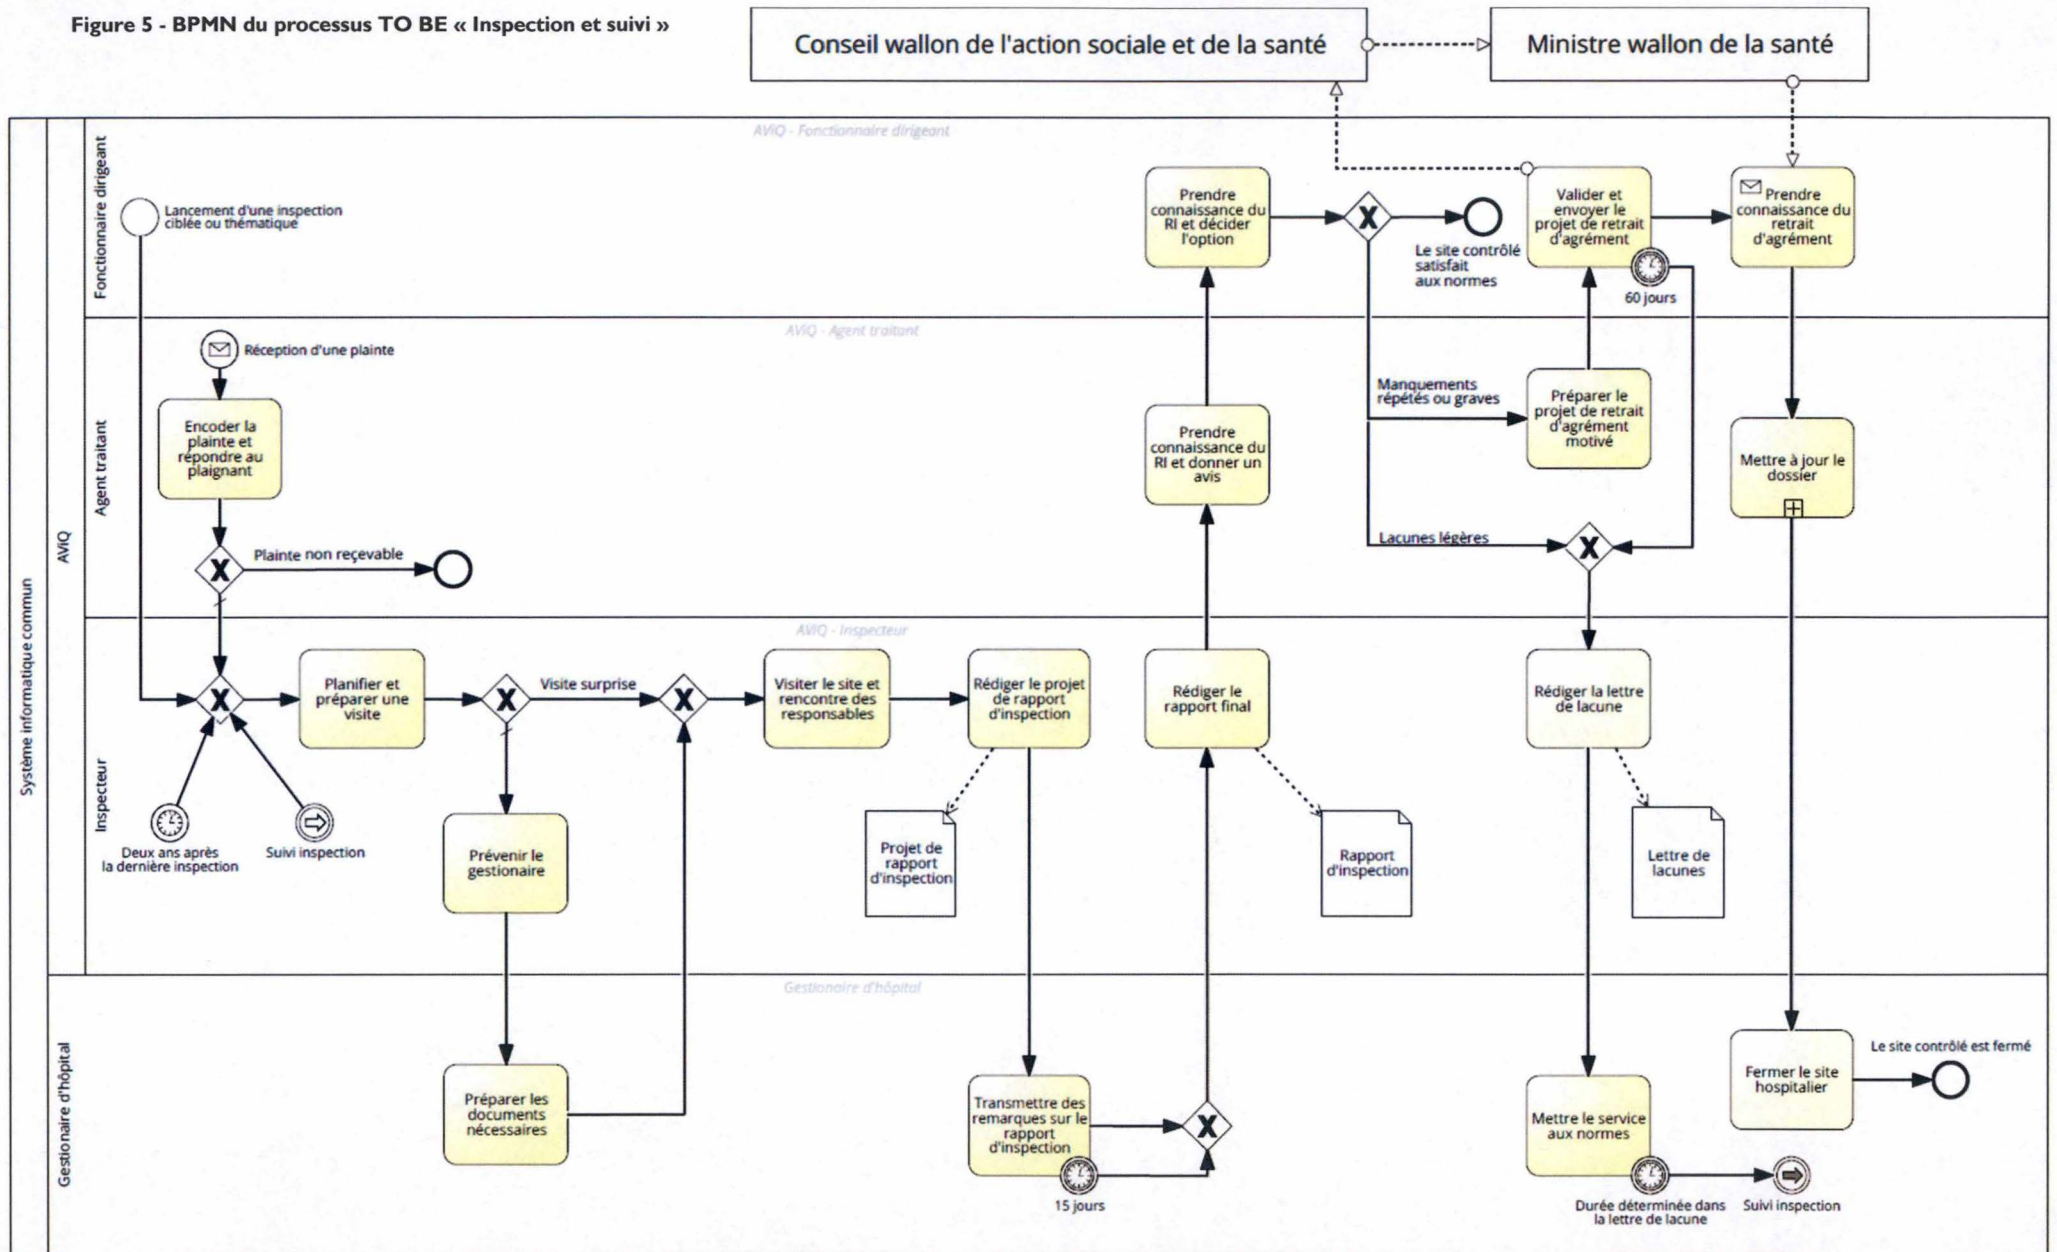 Figure 5 - BPMN du processus TO BE « Inspection et suivi »
Conseil wallon de l'action sociale et de la santé
Ministre wallon de la santé
Système informatique commun
AViQ
Fonctionnaire dirigeant
AViQ - Fonctionnaire dirigeant
Lancement d'une inspection
ciblée ou thématique
Prendre
connaissance du
RI et décider
l'option
Le site contrôlé
satisfait
aux normes
Valider et
envoyer le
projet de retrait
d'agrément
60 jours
Prendre
connaissance du
retrait
d'agrément
Agent traitant
AViQ - Agent traitant
Réception d'une plainte
Encoder la
plainte et
répondre au
plaignant
Plainte non reçevable
Prendre
connaissance du
RI et donner un
avis
Manquements
répétés ou graves
Préparer le
projet de retrait
d'agrément
motivé
Lacunes légères
Mettre à jour le
dossier
Inspecteur
AViQ - Inspecteur
Planifier et
préparer une
visite
Visite surprise
Visiter le site et
rencontre des
responsables
Rédiger le projet
de rapport
d'inspection
Rédiger le
rapport final
Rédiger la lettre
de lacune
Deux ans après
la dernière inspection
Suivi inspection
Prévenir le
gestionaire
Projet de
rapport
d'inspection
Rapport
d'inspection
Lettre de
lacunes
Gestionaire d'hôpital
Gestionaire d'hôpital
Préparer les
documents
nécessaires
Transmettre des
remarques sur le
rapport
d'inspection
15 jours
Mettre le service
aux normes
Durée déterminée dans
la lettre de lacune
Suivi inspection
Fermer le site
hospitalier
Le site contrôlé est fermé